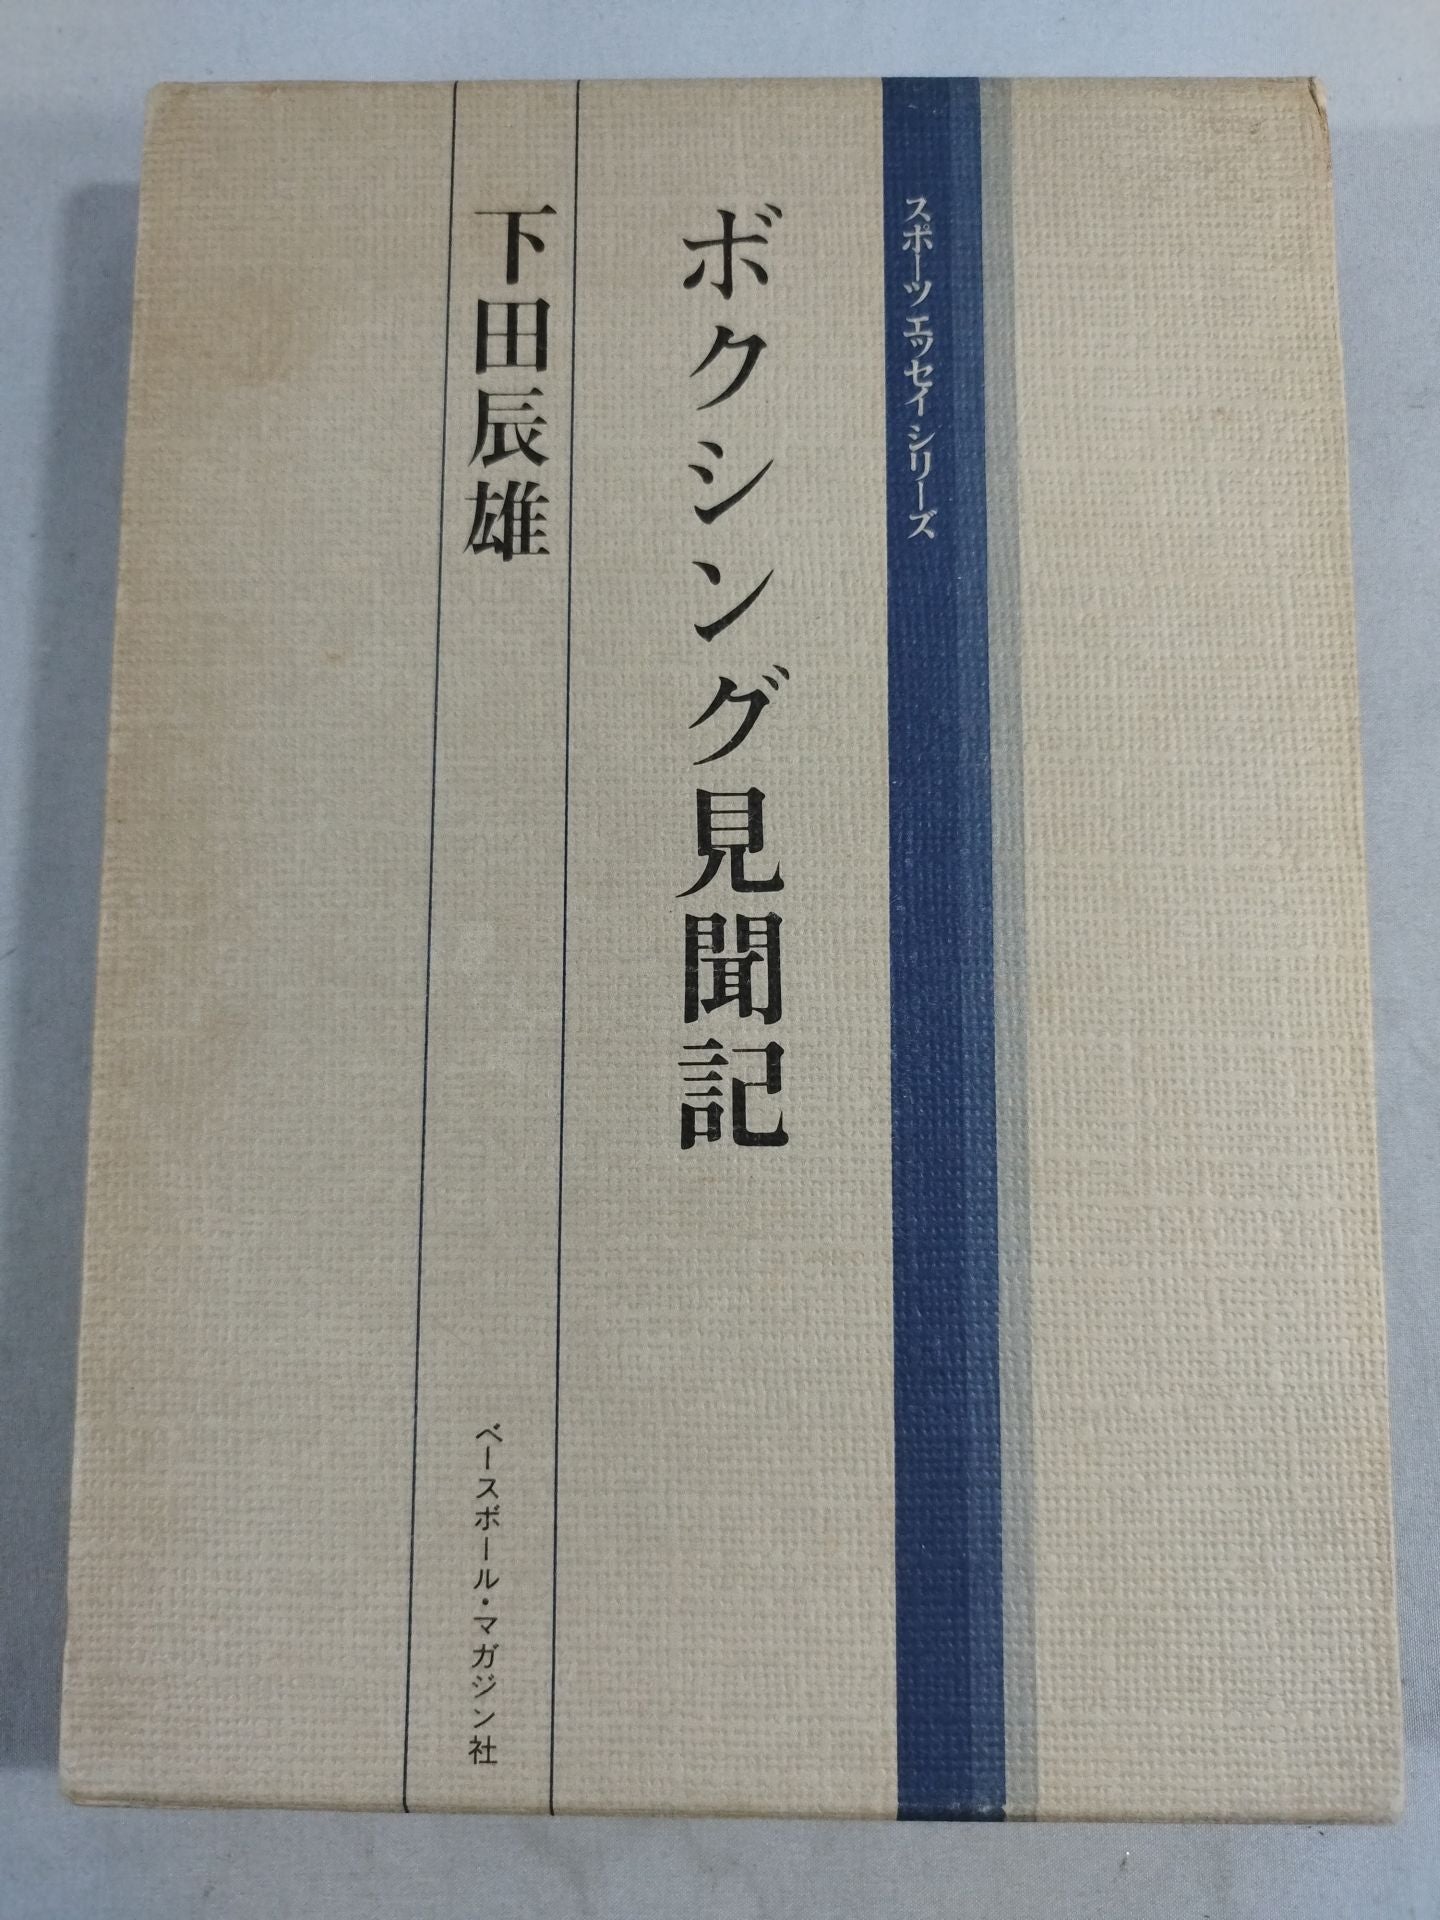 スポーツ エッセイ シリーズ
ボクシング見聞記
下田辰雄
ベースボール・マガジン社